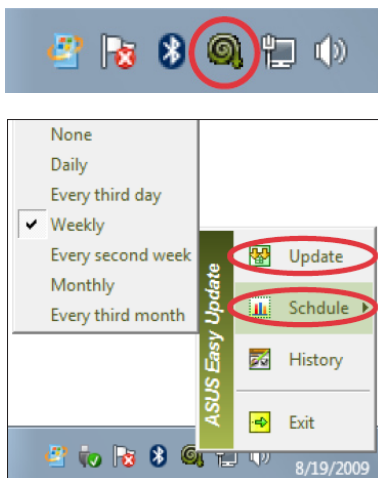 None
Daily
Every third day
Weekly
Every second week
Monthly
Every third month
ASUS Easy Update
Update
Schdule
History
Exit
8/19/2009